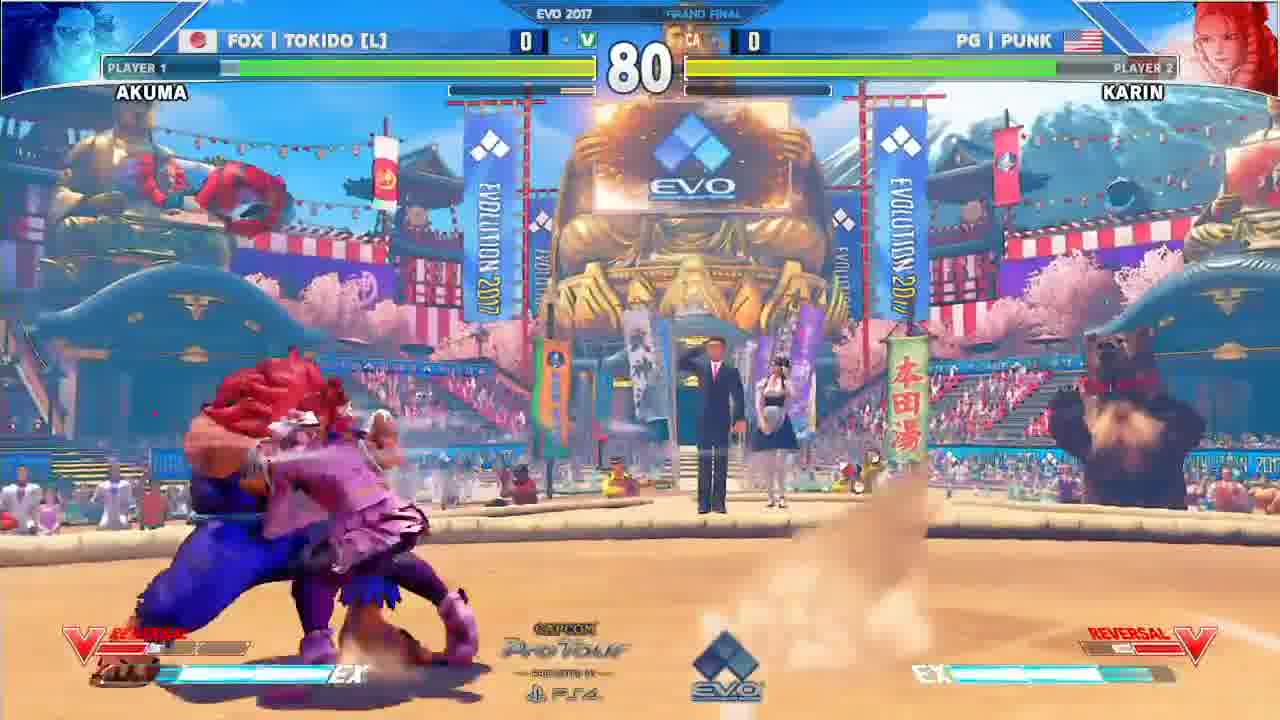 EVO 2017 GRAND FINAL
FOX | TOKIDO [L] 0 V CA 0 PG | PUNK
PLAYER 1 80 PLAYER 2
AKUMA KARIN
EVO
EVOLUTION 2017
EVOLUTION 2017
本田湯
REVERSAL
REVERSAL
EX
EX
CAPCOM
PRO TOUR
PS4
EVO